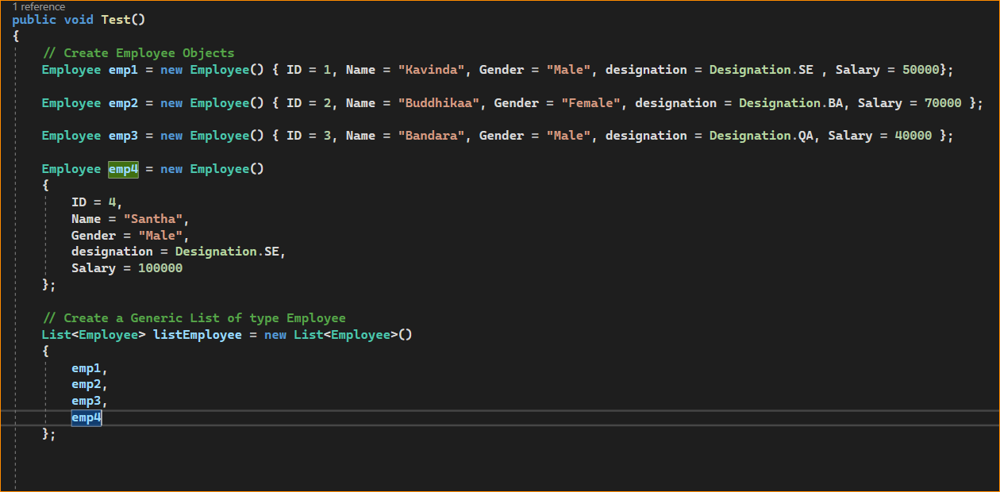 1 reference
public void Test()
{
// Create Employee Objects
Employee emp1 = new Employee() { ID = 1, Name = "Kavinda", Gender = "Male", designation = Designation.SE , Salary = 50000};
Employee emp2 = new Employee() { ID = 2, Name = "Buddhikaa", Gender = "Female", designation = Designation.BA, Salary = 70000 };
Employee emp3 = new Employee() { ID = 3, Name = "Bandara", Gender = "Male", designation = Designation.QA, Salary = 40000 };
Employee emp4 = new Employee()
{
ID = 4,
Name = "Santha",
Gender = "Male",
designation = Designation.SE,
Salary = 100000
};
// Create a Generic List of type Employee
List<Employee> listEmployee = new List<Employee>()
{
emp1,
emp2,
emp3,
emp4
};